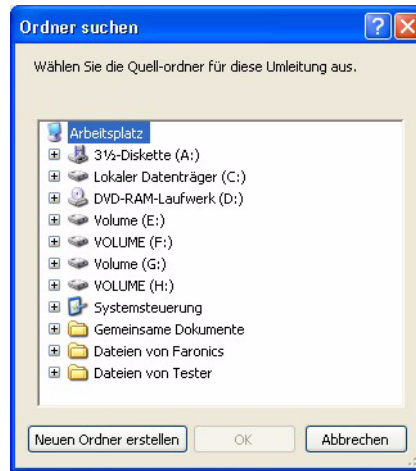 Ordner suchen
Wählen Sie die Quell-ordner für diese Umleitung aus.
Arbeitsplatz
3½-Diskette (A:)
Lokaler Datenträger (C:)
DVD-RAM-Laufwerk (D:)
Volume (E:)
VOLUME (F:)
Volume (G:)
VOLUME (H:)
Systemsteuerung
Gemeinsame Dokumente
Dateien von Faronics
Dateien von Tester
Neuen Ordner erstellen OK Abbrechen